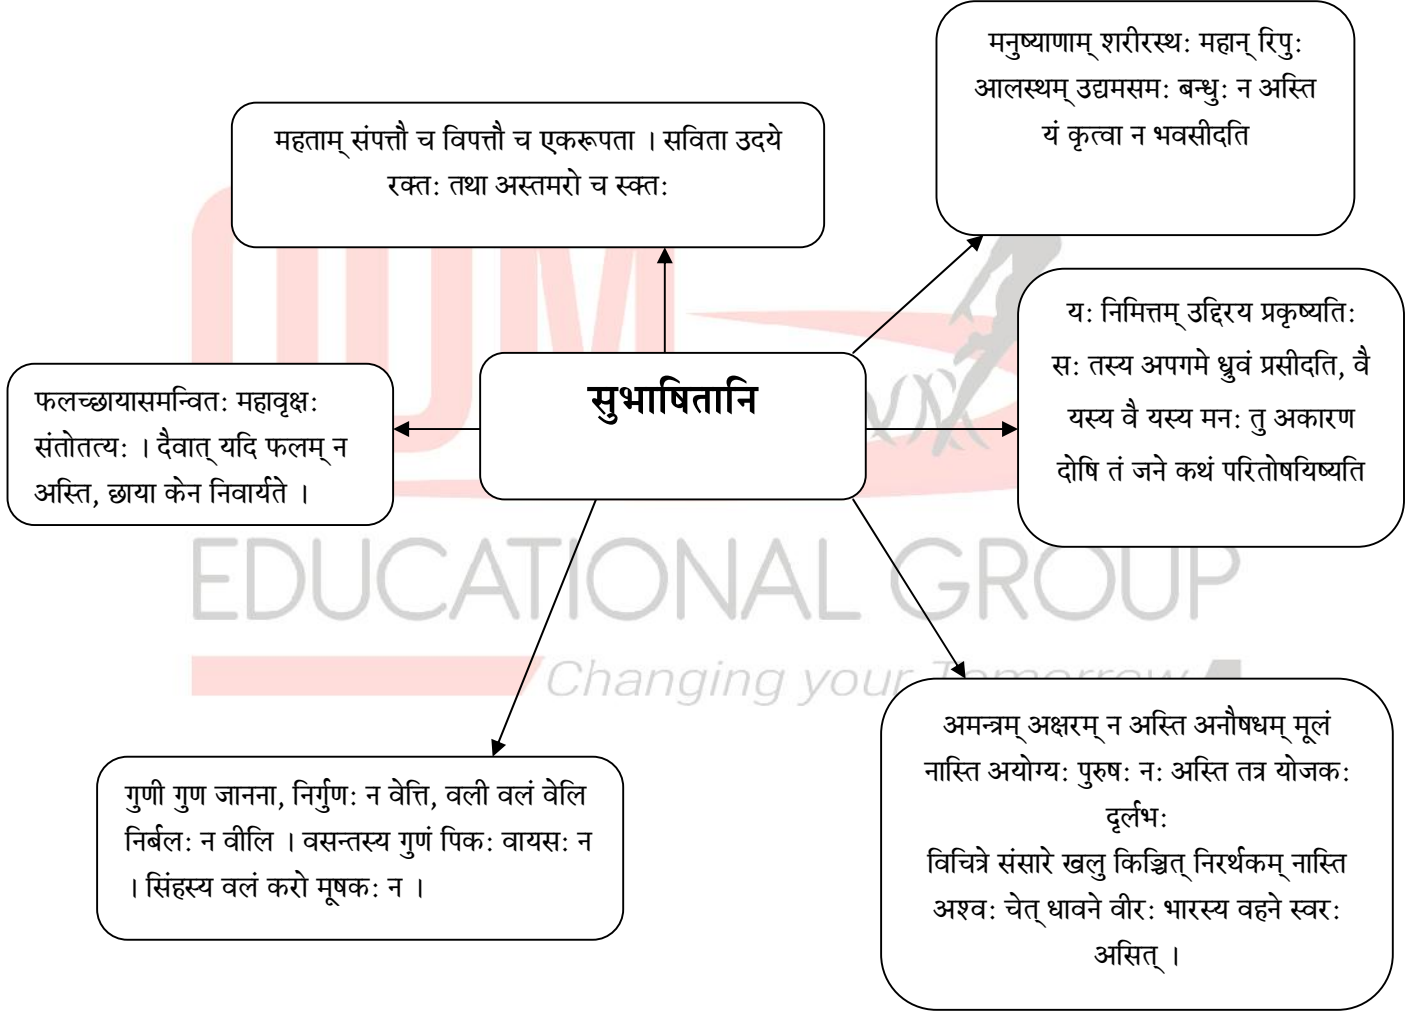 मनुष्याणाम् शरीरस्थः महान् रिपुः
आलस्थम् उद्यमसमः बन्धुः न अस्ति
यं कृत्वा न भवसीदति
महताम् संपत्तौ च विपत्तौ च एकरूपता । सविता उदये
रक्तः तथा अस्तमरो च स्क्तः
यः निमित्तम् उद्दिरय प्रकृष्यतिः
सः तस्य अपगमे ध्रुवं प्रसीदति, वै
यस्य वै यस्य मनः तु अकारण
दोषि तं जने कथं परितोषयिष्यति
सुभाषितानि
फलच्छायासमन्वितः महावृक्षः
संतोतत्यः । दैवात् यदि फलम् न
अस्ति, छाया केन निवार्यते ।
EDUCATIONAL GROUP
Changing your Tomorrow
अमन्त्रम् अक्षरम् न अस्ति अनौषधम् मूलं
नास्ति अयोग्यः पुरुषः नः अस्ति तत्र योजकः
दृर्लभः
विचित्रे संसारे खलु किञ्चित् निरर्थकम् नास्ति
अश्वः चेत् धावने वीरः भारस्य वहने स्वरः
असित् ।
गुणी गुण जानना, निर्गुणः न वेत्ति, वली वलं वेलि
निर्बलः न वीलि । वसन्तस्य गुणं पिकः वायसः न
। सिंहस्य वलं करो मूषकः न ।